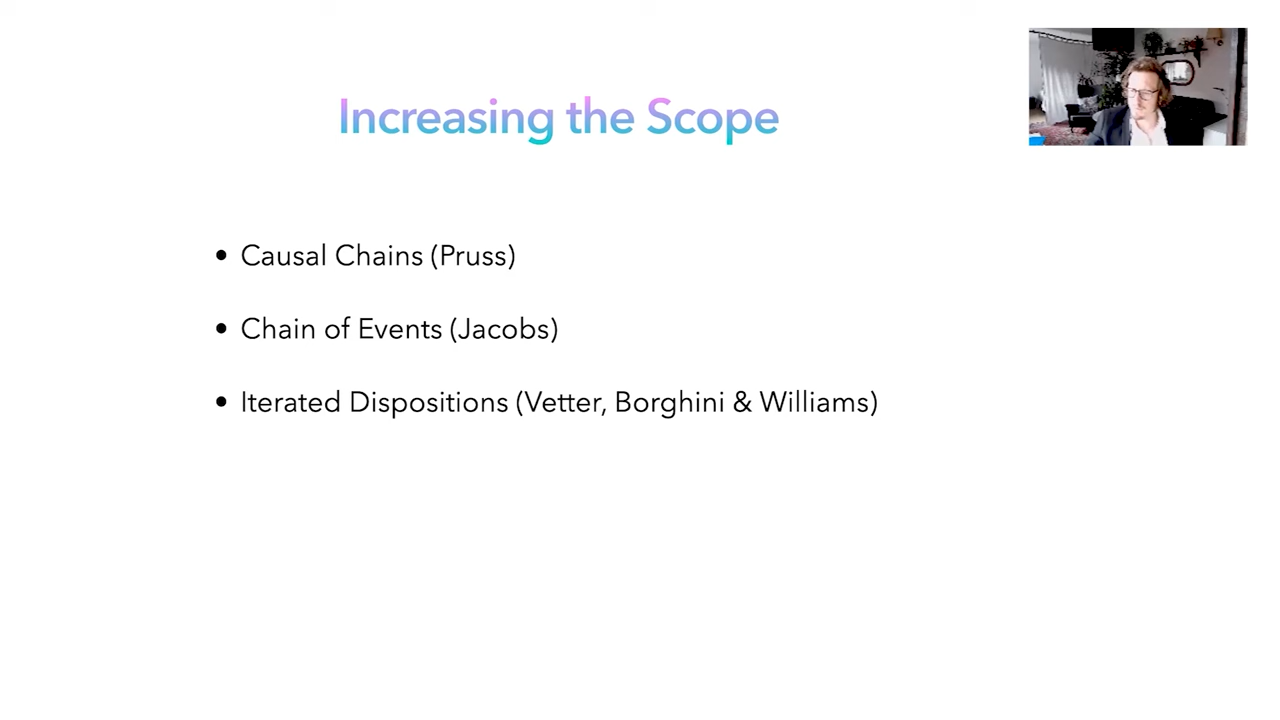 Increasing the Scope
• Causal Chains (Pruss)
• Chain of Events (Jacobs)
• Iterated Dispositions (Vetter, Borghini & Williams)